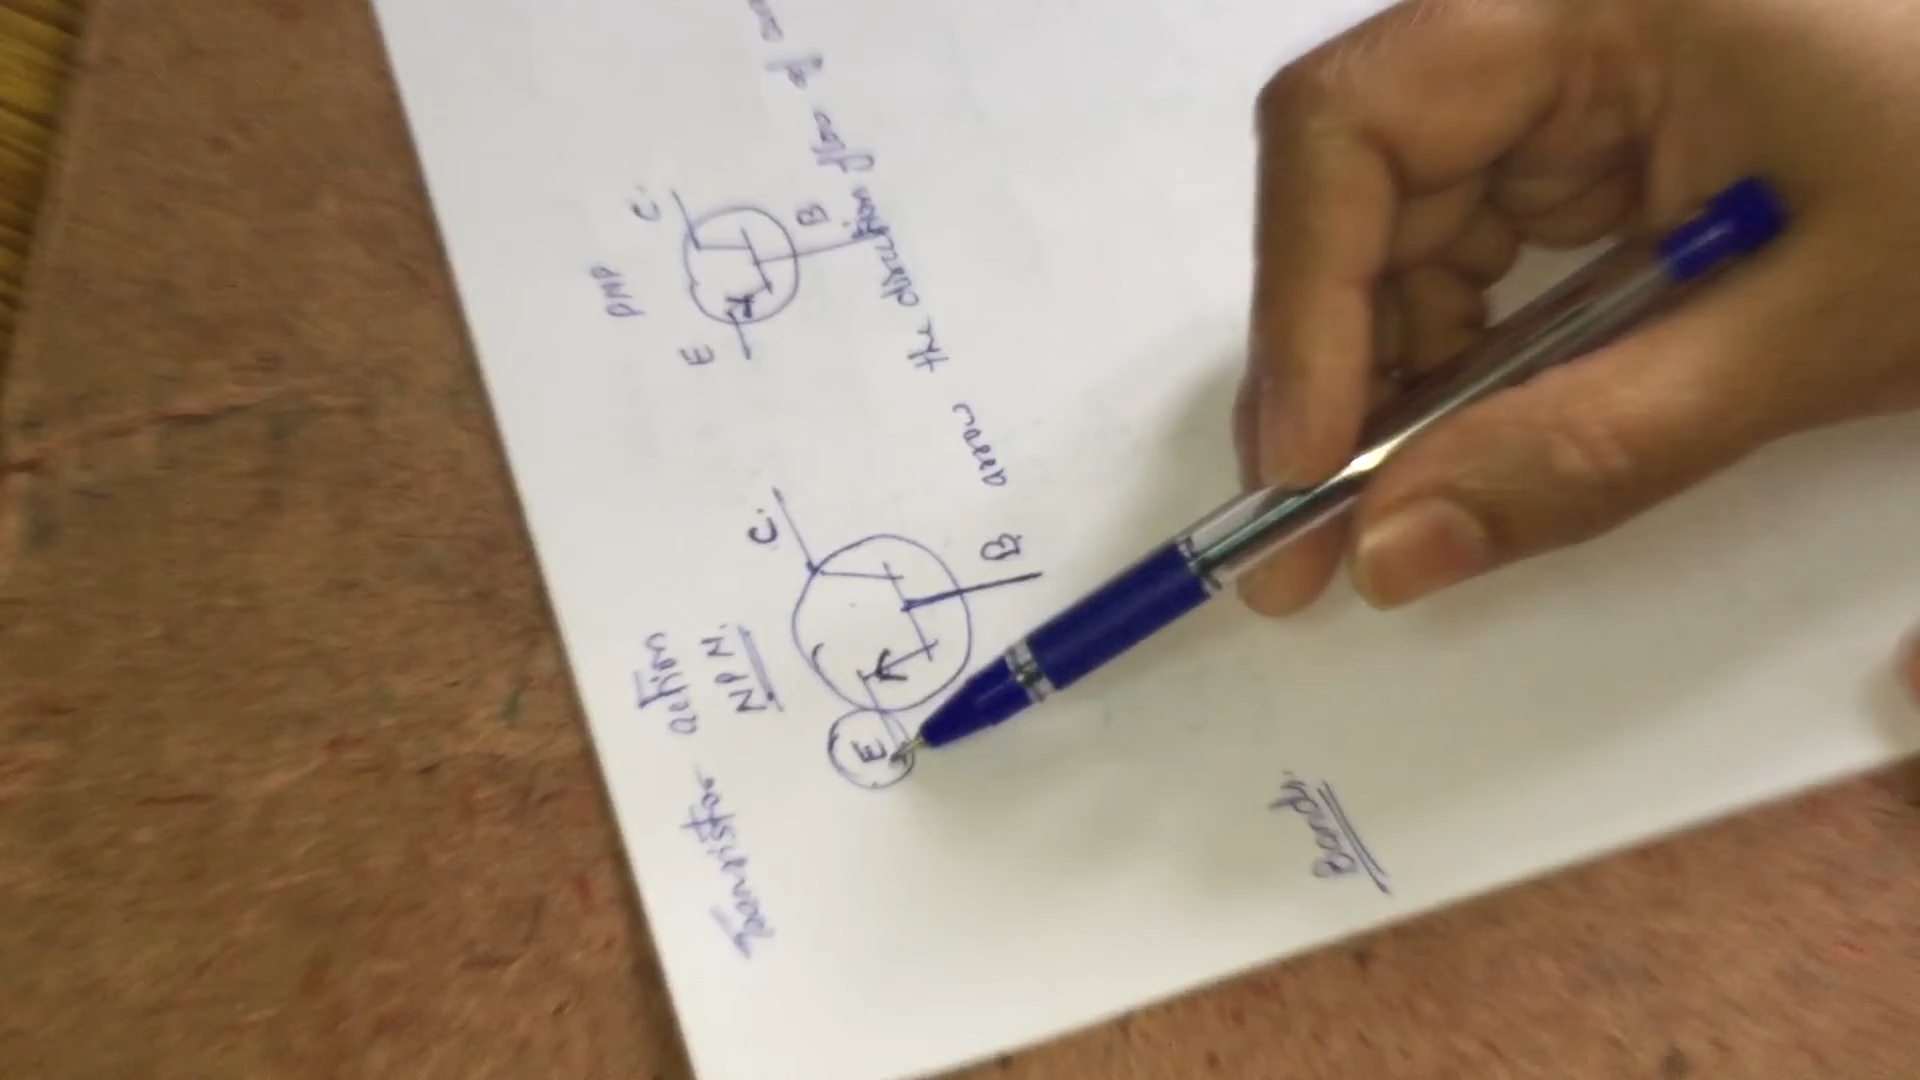 Transistor action
NPN.
PNP
C.
E
B
C.
E
B
arrow the direction flow of